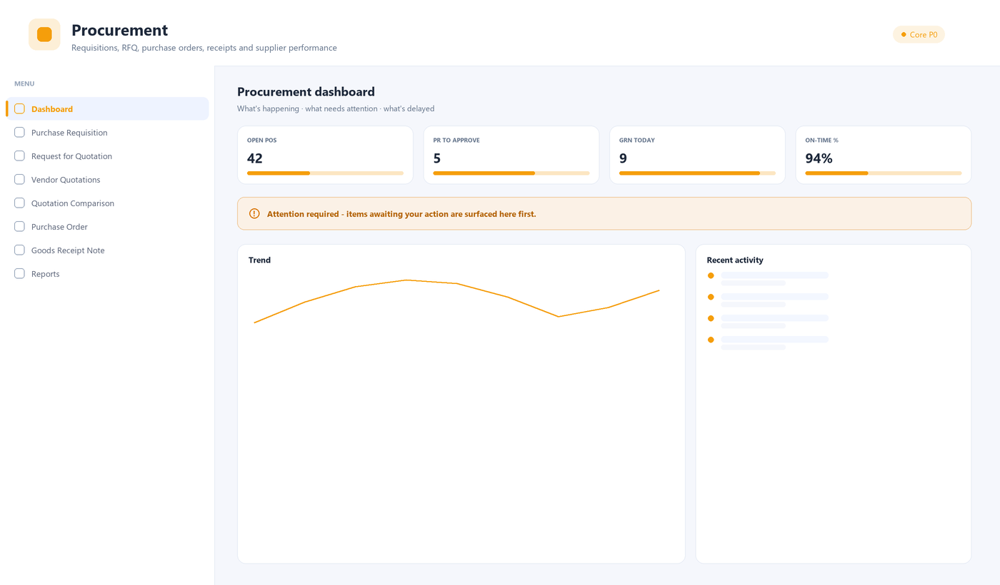 Procurement
Requisitions, RFQ, purchase orders, receipts and supplier performance
Core P0
MENU
Dashboard
Purchase Requisition
Request for Quotation
Vendor Quotations
Quotation Comparison
Purchase Order
Goods Receipt Note
Reports
Procurement dashboard
What's happening · what needs attention · what's delayed
OPEN POS
42
PR TO APPROVE
5
GRN TODAY
9
ON-TIME %
94%
Attention required - items awaiting your action are surfaced here first.
Trend
Recent activity